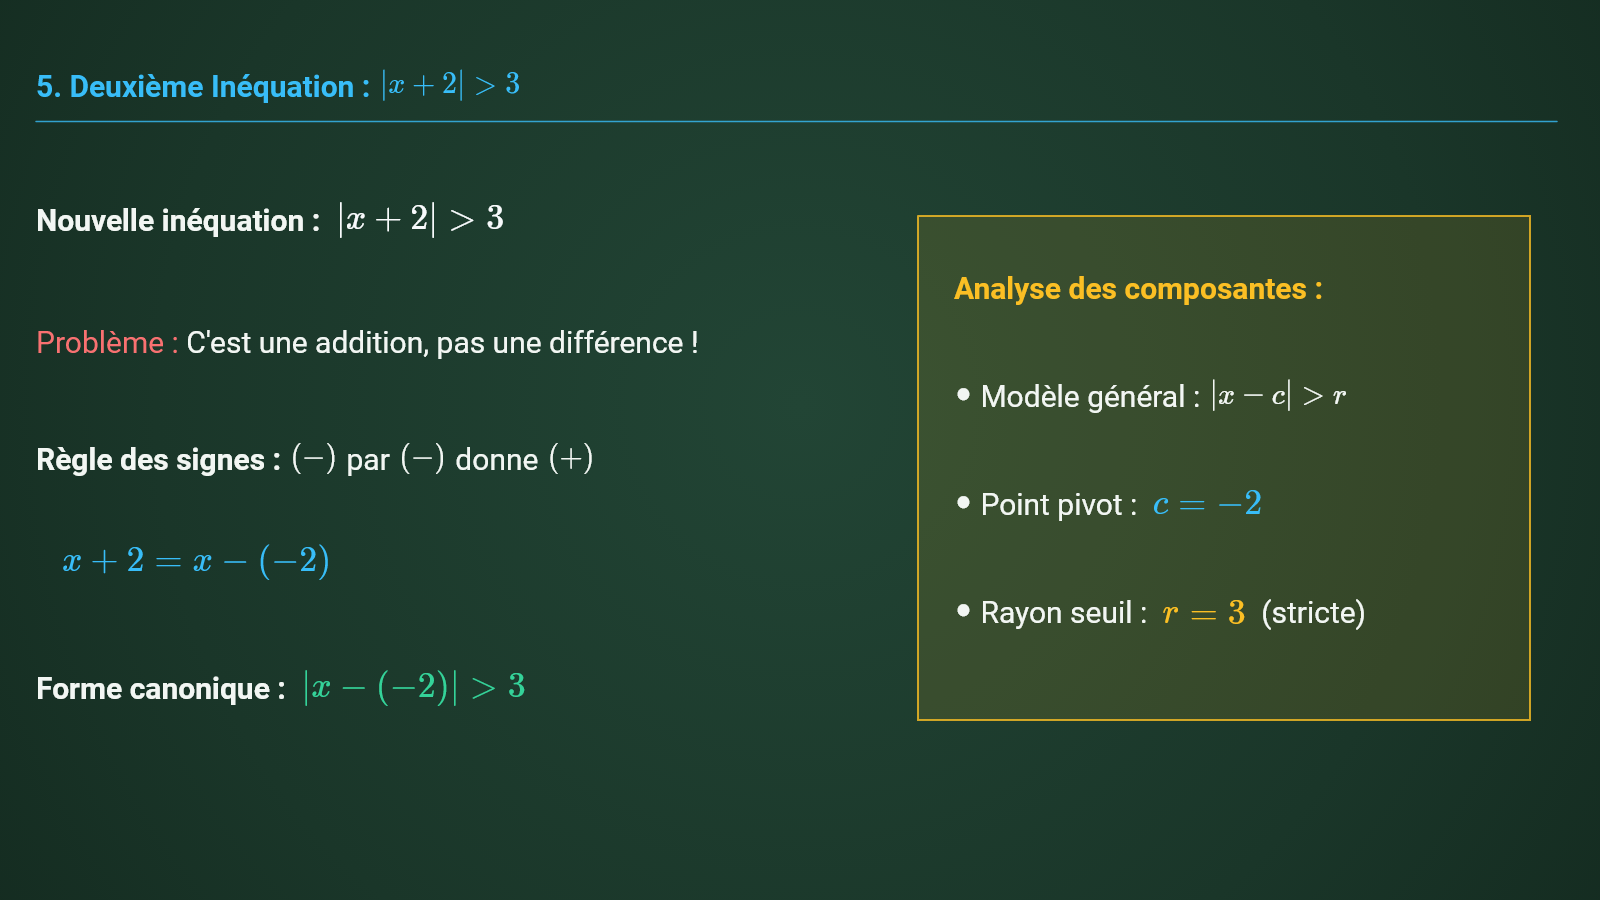 5. Deuxième Inéquation : |x + 2| > 3
Nouvelle inéquation : |x + 2| > 3
Problème : C'est une addition, pas une différence !
Règle des signes : (−) par (−) donne (+)
x + 2 = x − (−2)
Forme canonique : |x − (−2)| > 3
Analyse des composantes :
• Modèle général : |x − c| > r
• Point pivot : c = −2
• Rayon seuil : r = 3 (stricte)